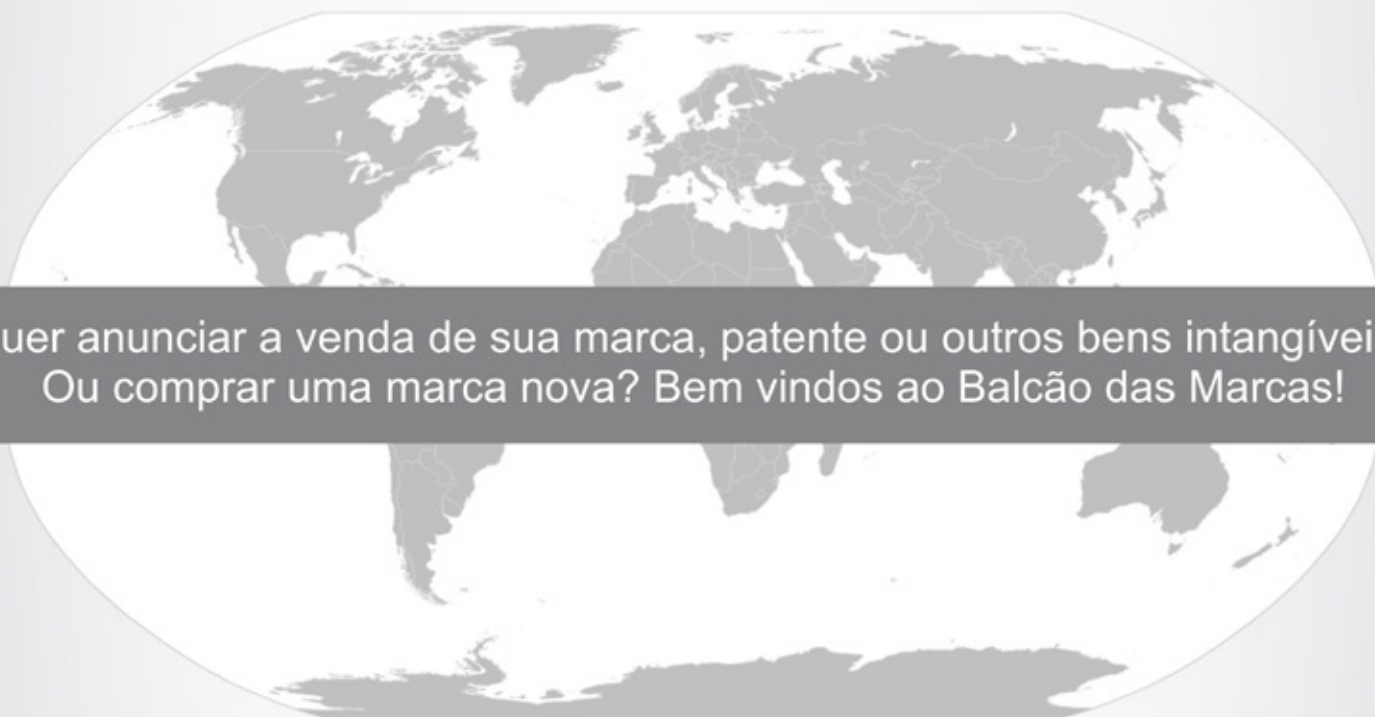 uer anunciar a venda de sua marca, patente ou outros bens intangívei
Ou comprar uma marca nova? Bem vindos ao Balcão das Marcas!